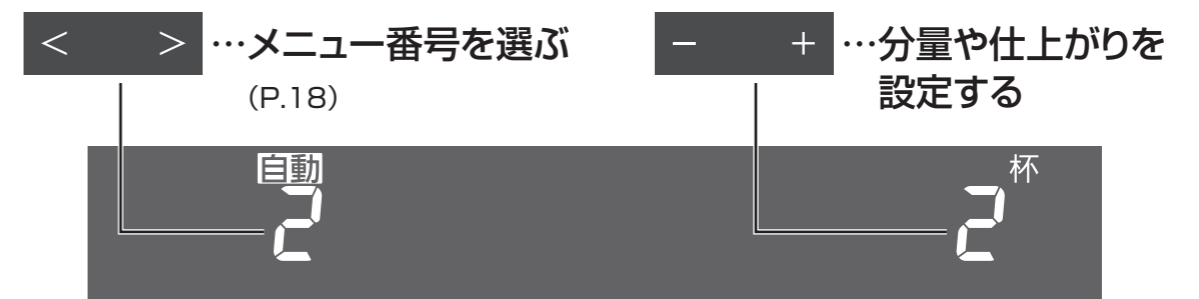 < > …メニュー番号を選ぶ
(P.18)
− + …分量や仕上がりを
設定する
自動
2
杯
2